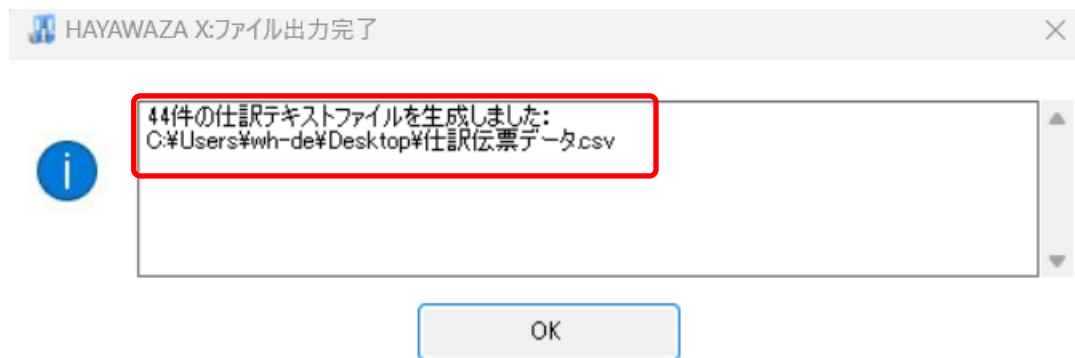 HAYAWAZA X:ファイル出力完了
44件の仕訳テキストファイルを生成しました:
C:¥Users¥wh-de¥Desktop¥仕訳伝票データ.csv
OK